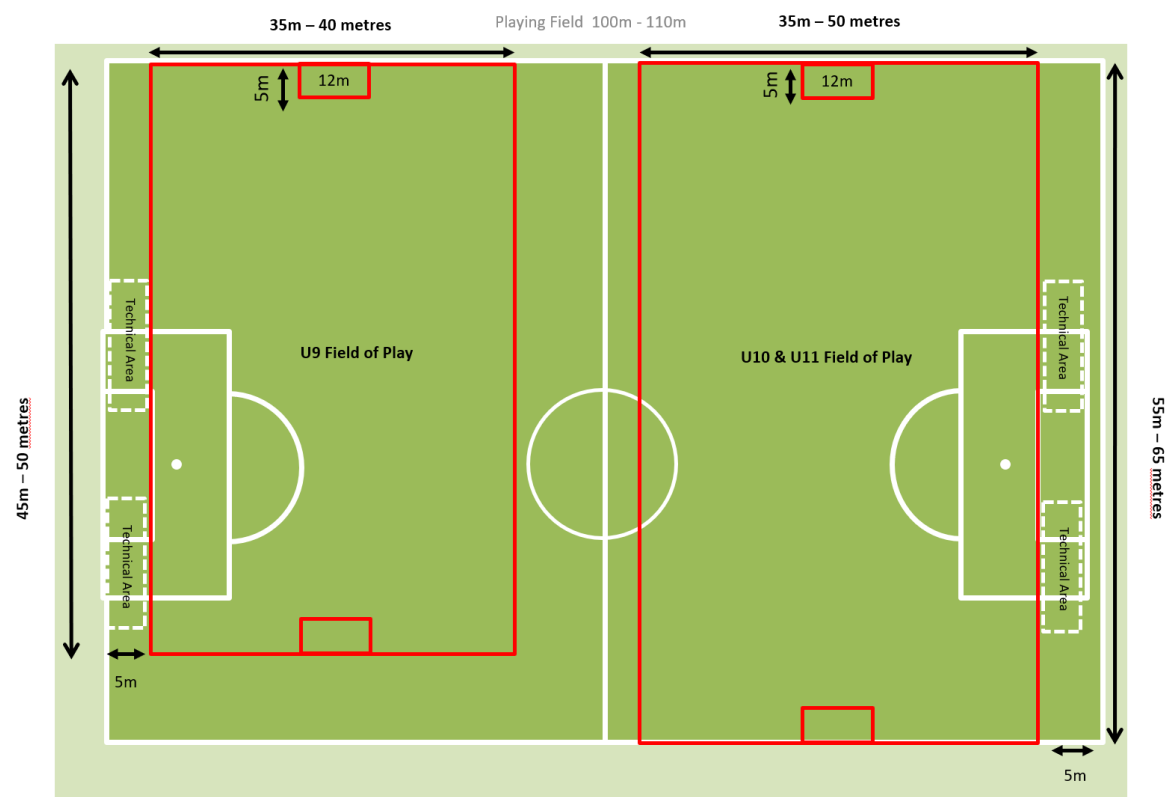 35m – 40 metres
Playing Field  100m - 110m
35m – 50 metres
5m
12m
5m
12m
Technical Area
Technical Area
U9 Field of Play
U10 & U11 Field of Play
45m – 50 metres
55m – 65 metres
Technical Area
Technical Area
5m
5m